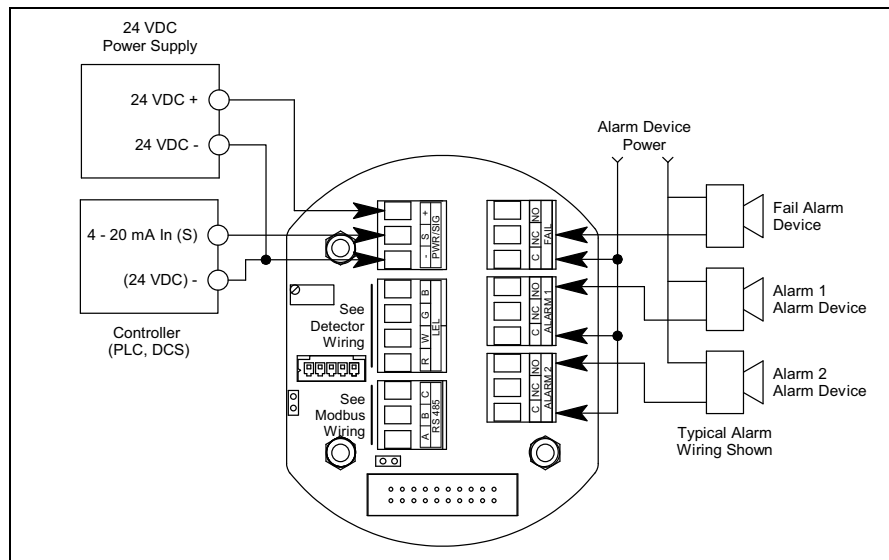 24 VDC
Power Supply
24 VDC +
24 VDC -
4 - 20 mA In (S)
(24 VDC) -
Controller
(PLC, DCS)
- S +
PWR/SIG
See
Detector
Wiring
R W G B
LEL
See
Modbus
Wiring
A B C
RS 485
C NC NO
FAIL
C NC NO
ALARM 1
C NC NO
ALARM 2
Alarm Device
Power
Fail Alarm
Device
Alarm 1
Alarm Device
Alarm 2
Alarm Device
Typical Alarm
Wiring Shown